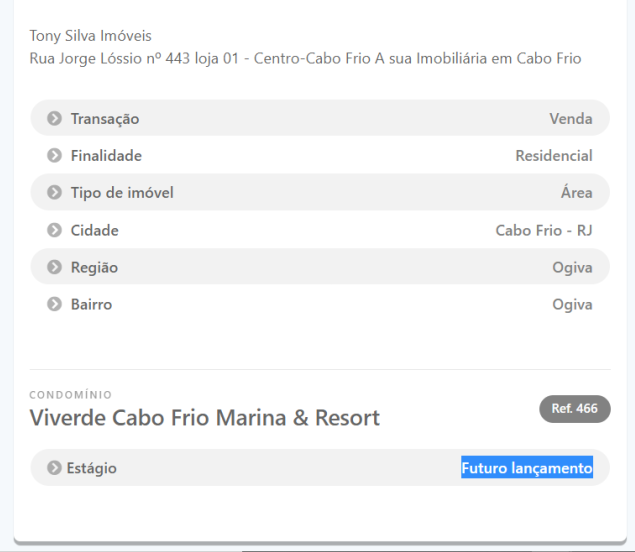 Tony Silva Imóveis
Rua Jorge Lóssio nº 443 loja 01 - Centro-Cabo Frio A sua Imobiliária em Cabo Frio
Transação Venda
Finalidade Residencial
Tipo de imóvel Área
Cidade Cabo Frio - RJ
Região Ogiva
Bairro Ogiva
CONDOMÍNIO
Viverde Cabo Frio Marina & Resort Ref. 466
Estágio Futuro lançamento